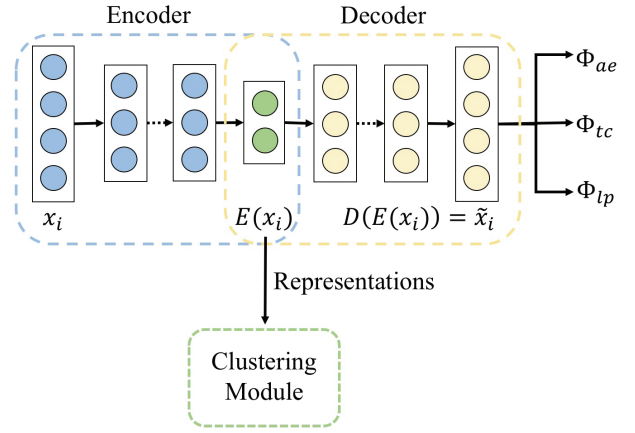 Encoder
Decoder
Φ_ae
Φ_tc
Φ_lp
x_i
E(x_i)
D(E(x_i)) = x̃_i
Representations
Clustering
Module